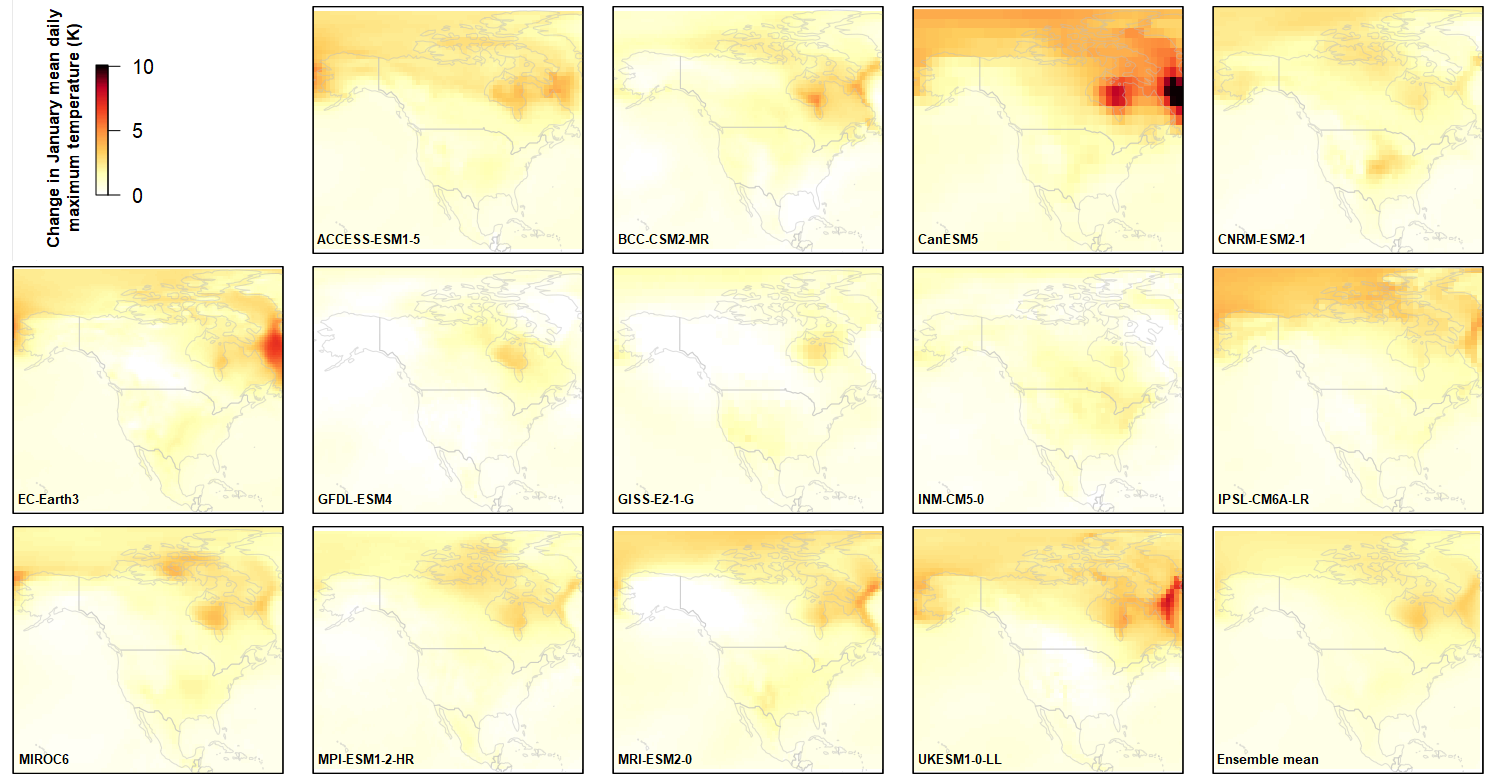 Change in January mean daily
maximum temperature (K)
10
5
0
ACCESS-ESM1-5
BCC-CSM2-MR
CanESM5
CNRM-ESM2-1
EC-Earth3
GFDL-ESM4
GISS-E2-1-G
INM-CM5-0
IPSL-CM6A-LR
MIROC6
MPI-ESM1-2-HR
MRI-ESM2-0
UKESM1-0-LL
Ensemble mean